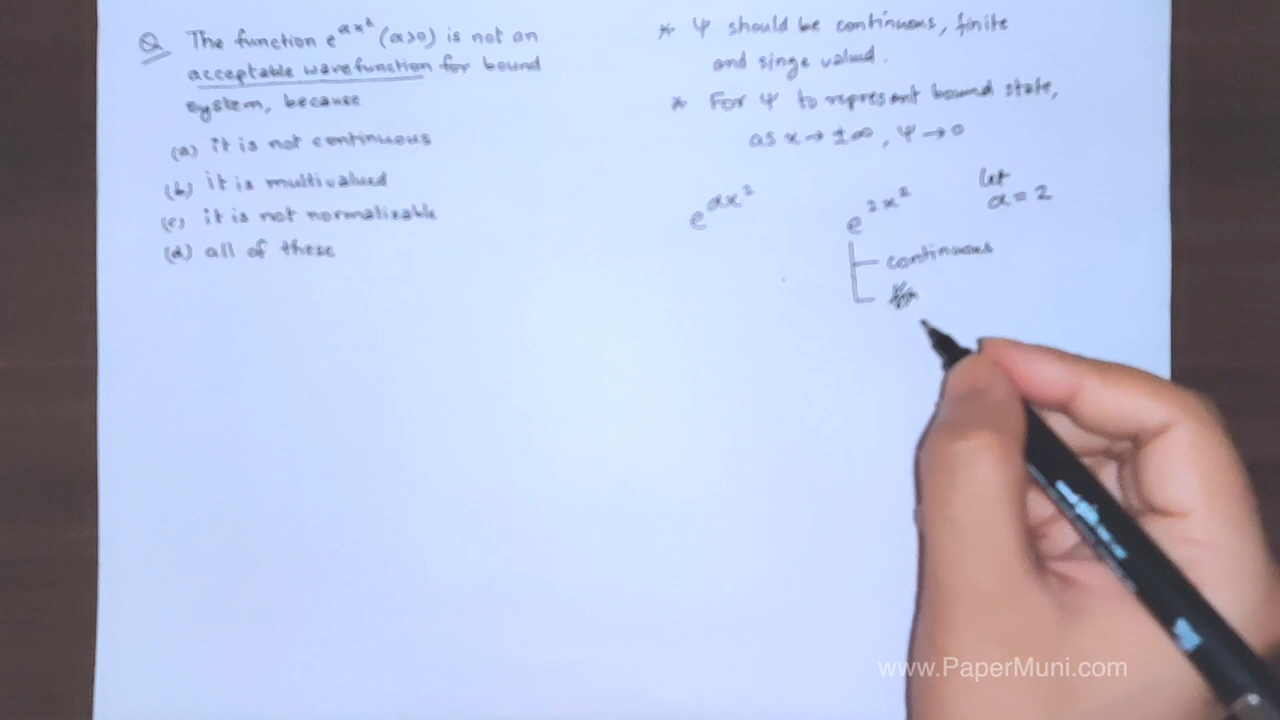 Q The function e^αx² (α>0) is not an
acceptable wavefunction for bound
system, because
(a) it is not continuous
(b) it is multivalued
(c) it is not normalizable
(d) all of these
* Ψ should be continuous, finite
and singe valued.
* For Ψ to represent bound state,
as x → ±∞, Ψ → 0
e^αx²
e^2x²
let
α = 2
continuous
www.PaperMuni.com